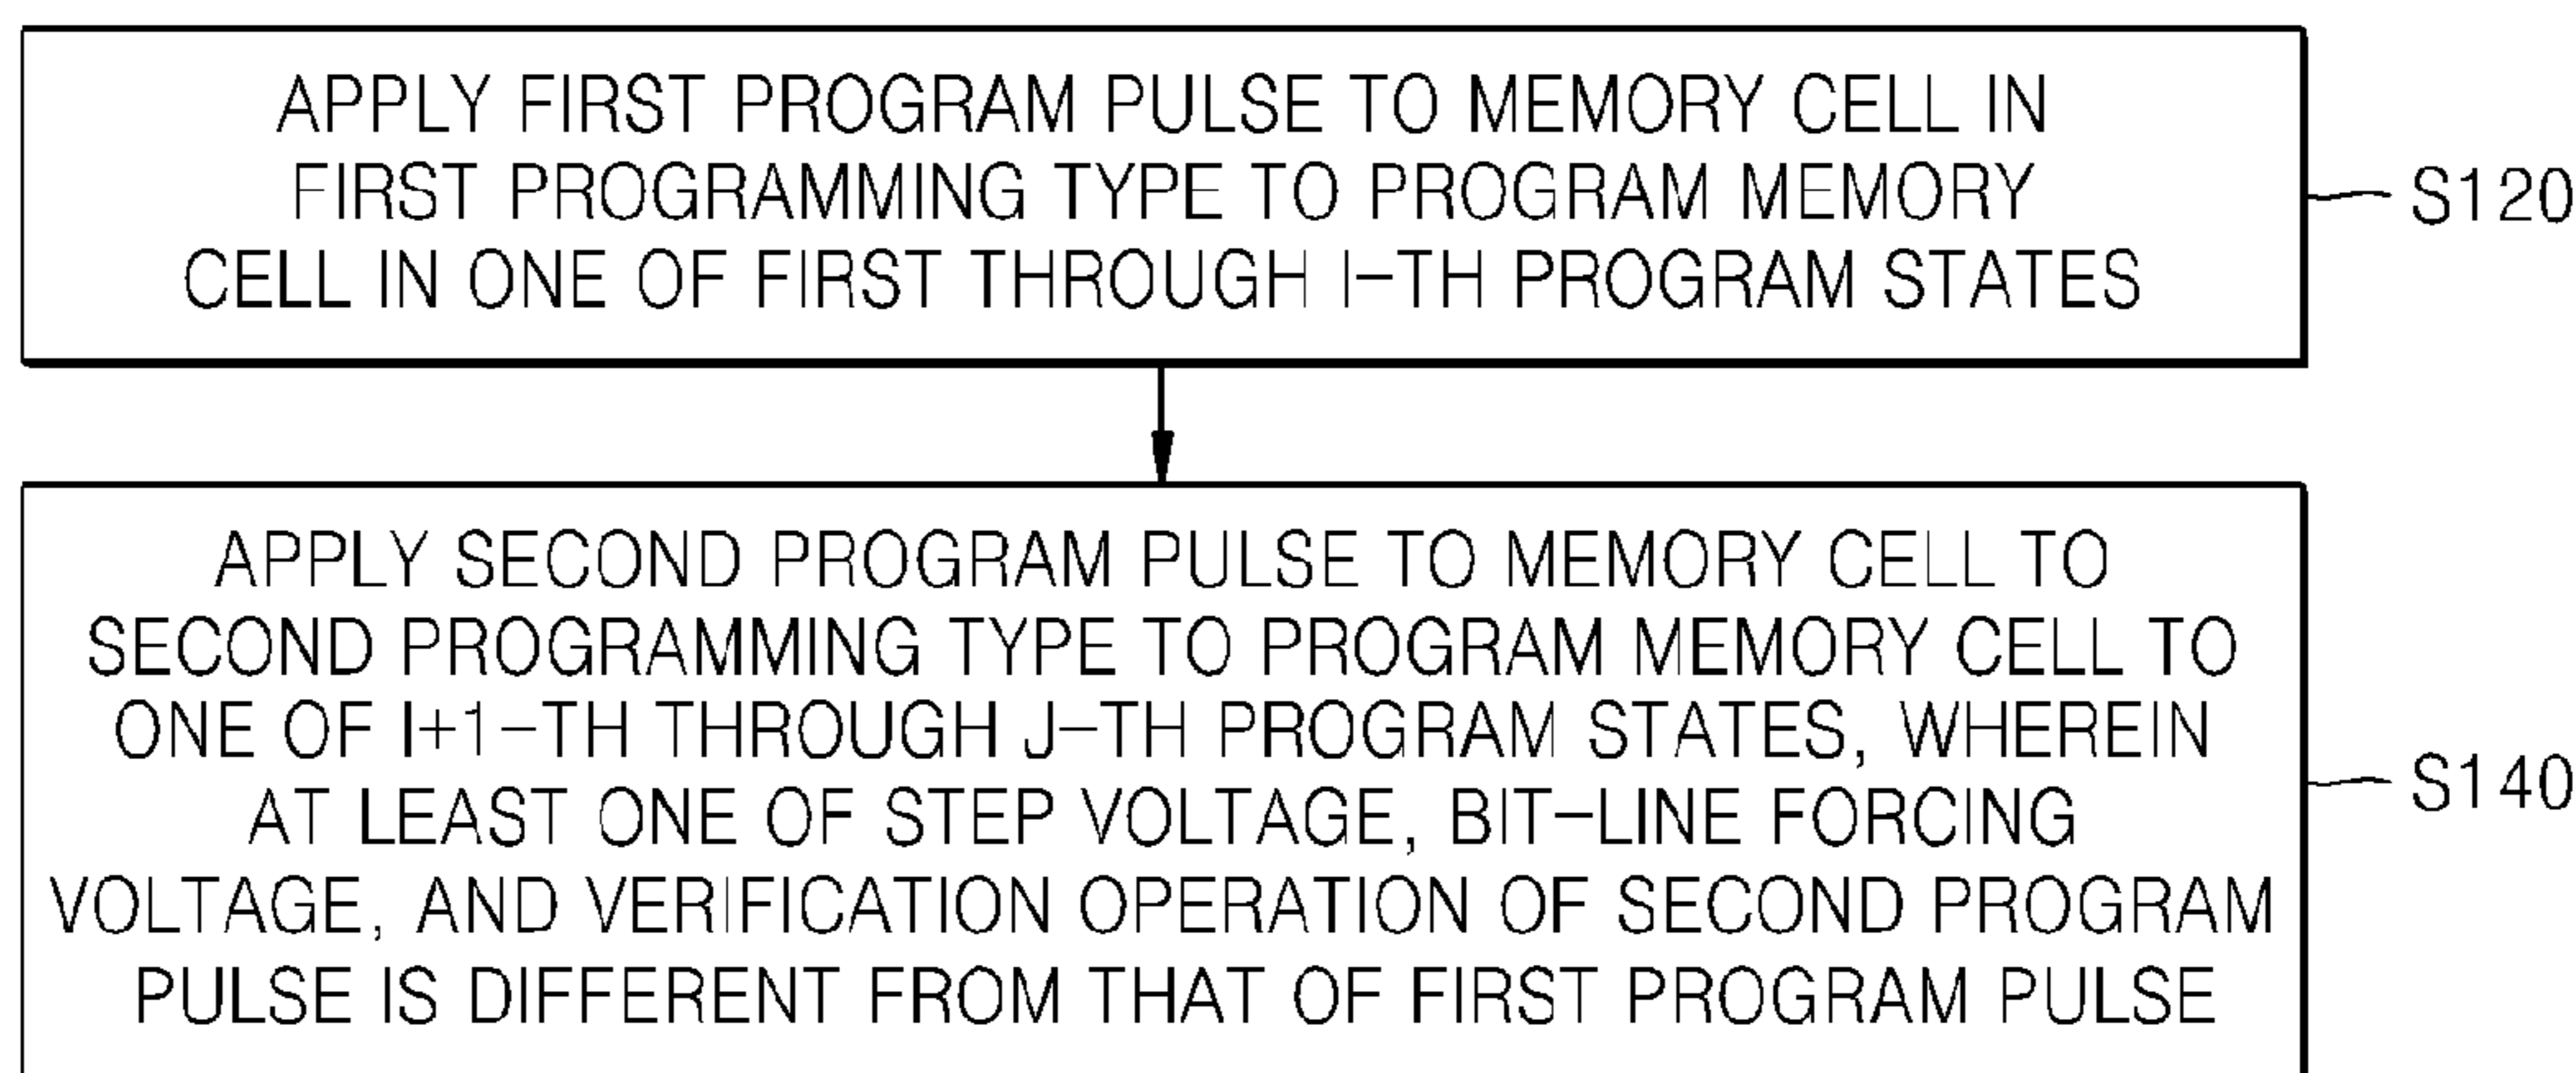 APPLY FIRST PROGRAM PULSE TO MEMORY CELL IN
FIRST PROGRAMMING TYPE TO PROGRAM MEMORY
CELL IN ONE OF FIRST THROUGH I-TH PROGRAM STATES
S120
APPLY SECOND PROGRAM PULSE TO MEMORY CELL TO
SECOND PROGRAMMING TYPE TO PROGRAM MEMORY CELL TO
ONE OF I+1-TH THROUGH J-TH PROGRAM STATES, WHEREIN
AT LEAST ONE OF STEP VOLTAGE, BIT-LINE FORCING
VOLTAGE, AND VERIFICATION OPERATION OF SECOND PROGRAM
PULSE IS DIFFERENT FROM THAT OF FIRST PROGRAM PULSE
S140